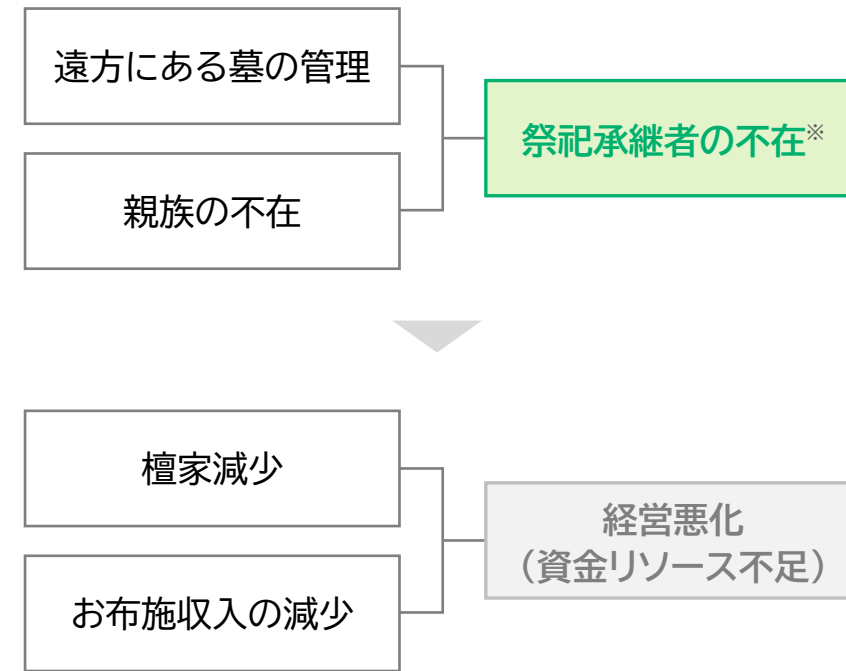 遠方にある墓の管理
祭祀承継者の不在※
親族の不在
檀家減少
経営悪化
（資金リソース不足）
お布施収入の減少